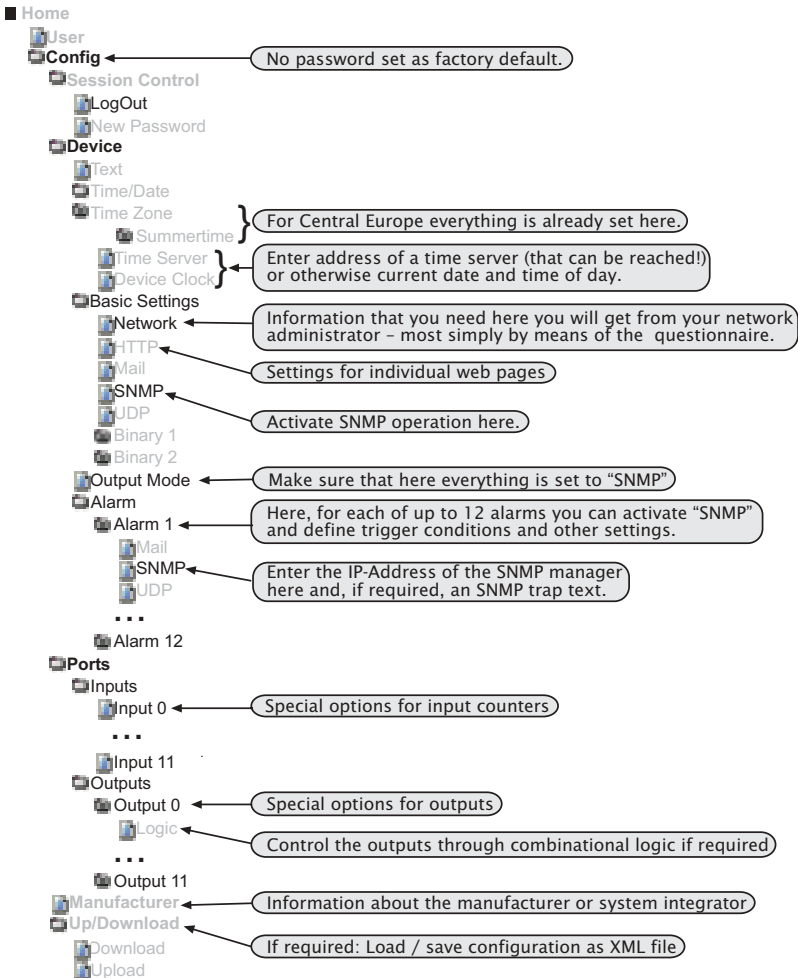 Home
User
Config
No password set as factory default.
Session Control
LogOut
New Password
Device
Text
Time/Date
Time Zone
For Central Europe everything is already set here.
Summertime
Time Server
Enter address of a time server (that can be reached!)
or otherwise current date and time of day.
Device Clock
Basic Settings
Network
Information that you need here you will get from your network
administrator – most simply by means of the questionnaire.
HTTP
Mail
Settings for individual web pages
SNMP
UDP
Activate SNMP operation here.
Binary 1
Binary 2
Output Mode
Make sure that here everything is set to “SNMP”
Alarm
Alarm 1
Here, for each of up to 12 alarms you can activate “SNMP”
and define trigger conditions and other settings.
Mail
SNMP
Enter the IP-Address of the SNMP manager
here and, if required, an SNMP trap text.
UDP
...
Alarm 12
Ports
Inputs
Input 0
Special options for input counters
...
Input 11
Outputs
Output 0
Special options for outputs
Logic
Control the outputs through combinational logic if required
...
Output 11
Manufacturer
Information about the manufacturer or system integrator
Up/Download
Download
If required: Load / save configuration as XML file
Upload